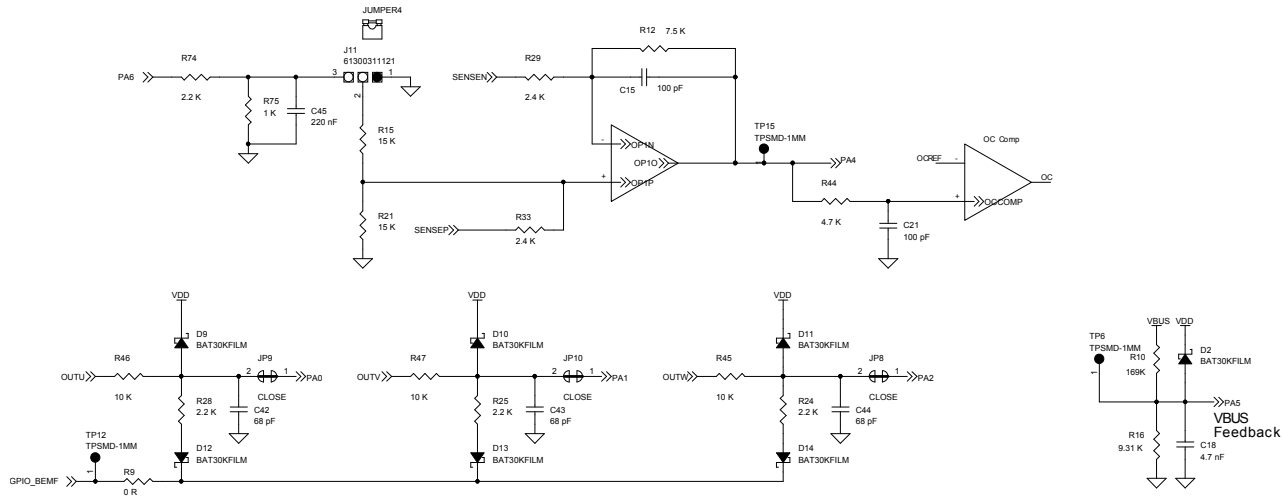 JUMPER4
J11
61300311121
PA6
R74
2.2 K
3
1
2
R75
1 K
C45
220 nF
R15
15 K
R21
15 K
SENSEP
R33
2.4 K
SENSEN
R29
2.4 K
R12 7.5 K
C15
100 pF
-
OP1N
OP1O
+
OP1P
TP15
TPSMD-1MM
1
PA4
R44
4.7 K
C21
100 pF
OC Comp
OCREF
-
+
OCCOMP
OC
VDD
D9
BAT30KFILM
R46
OUTU
10 K
JP9
2
1
PA0
CLOSE
R28
2.2 K
C42
68 pF
D12
BAT30KFILM
TP12
TPSMD-1MM
1
GPIO_BEMF
R9
0 R
VDD
D10
BAT30KFILM
R47
OUTV
10 K
JP10
2
1
PA1
CLOSE
R25
2.2 K
C43
68 pF
D13
BAT30KFILM
VDD
D11
BAT30KFILM
R45
OUTW
10 K
JP8
2
1
PA2
CLOSE
R24
2.2 K
C44
68 pF
D14
BAT30KFILM
VBUS VDD
TP6
TPSMD-1MM
1
R10
169K
D2
BAT30KFILM
PA5
VBUS
Feedback
R16
9.31 K
C18
4.7 nF